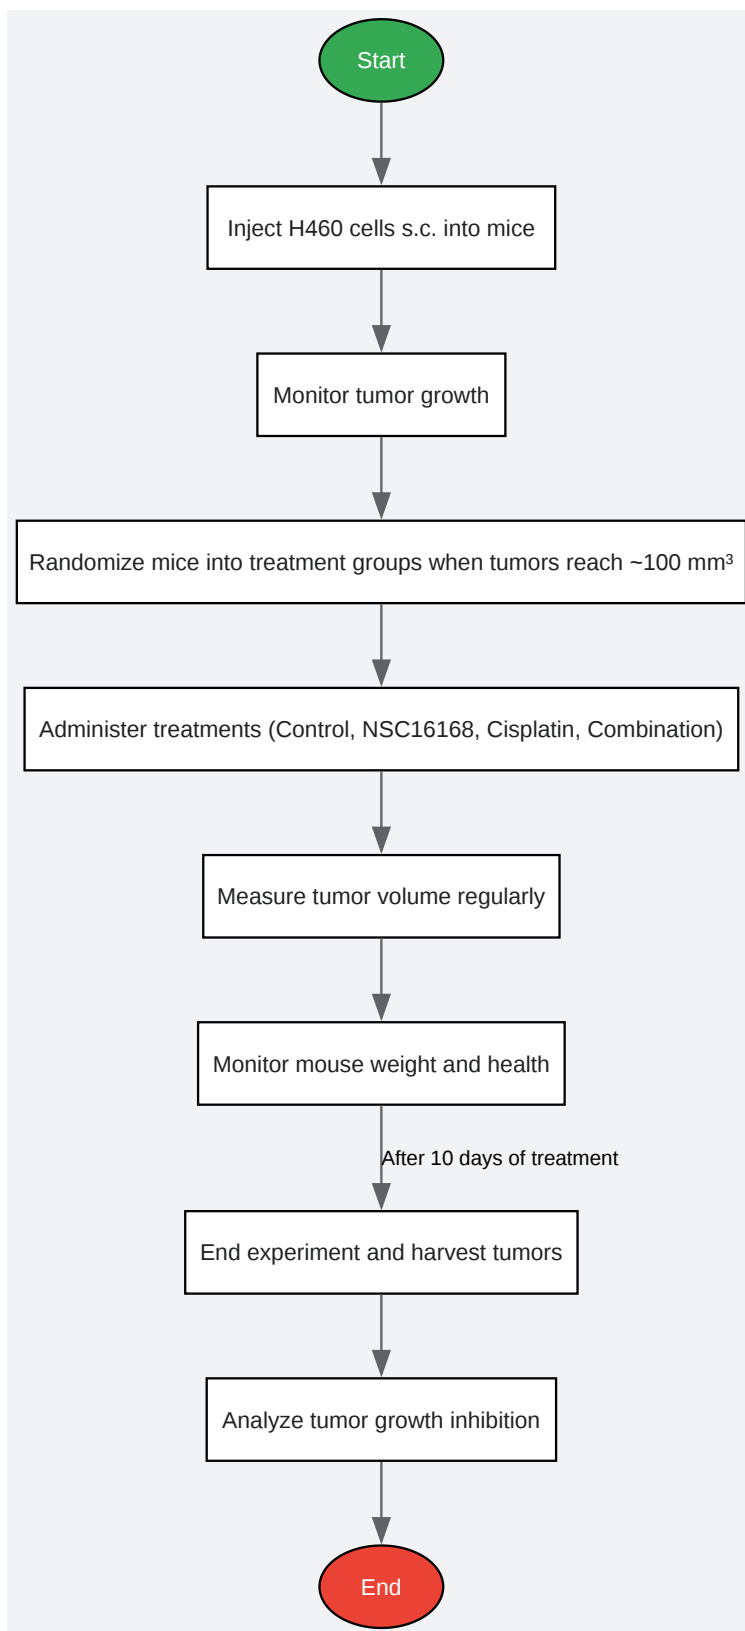 Start
Inject H460 cells s.c. into mice
Monitor tumor growth
Randomize mice into treatment groups when tumors reach ~100 mm³
Administer treatments (Control, NSC16168, Cisplatin, Combination)
Measure tumor volume regularly
Monitor mouse weight and health
After 10 days of treatment
End experiment and harvest tumors
Analyze tumor growth inhibition
End